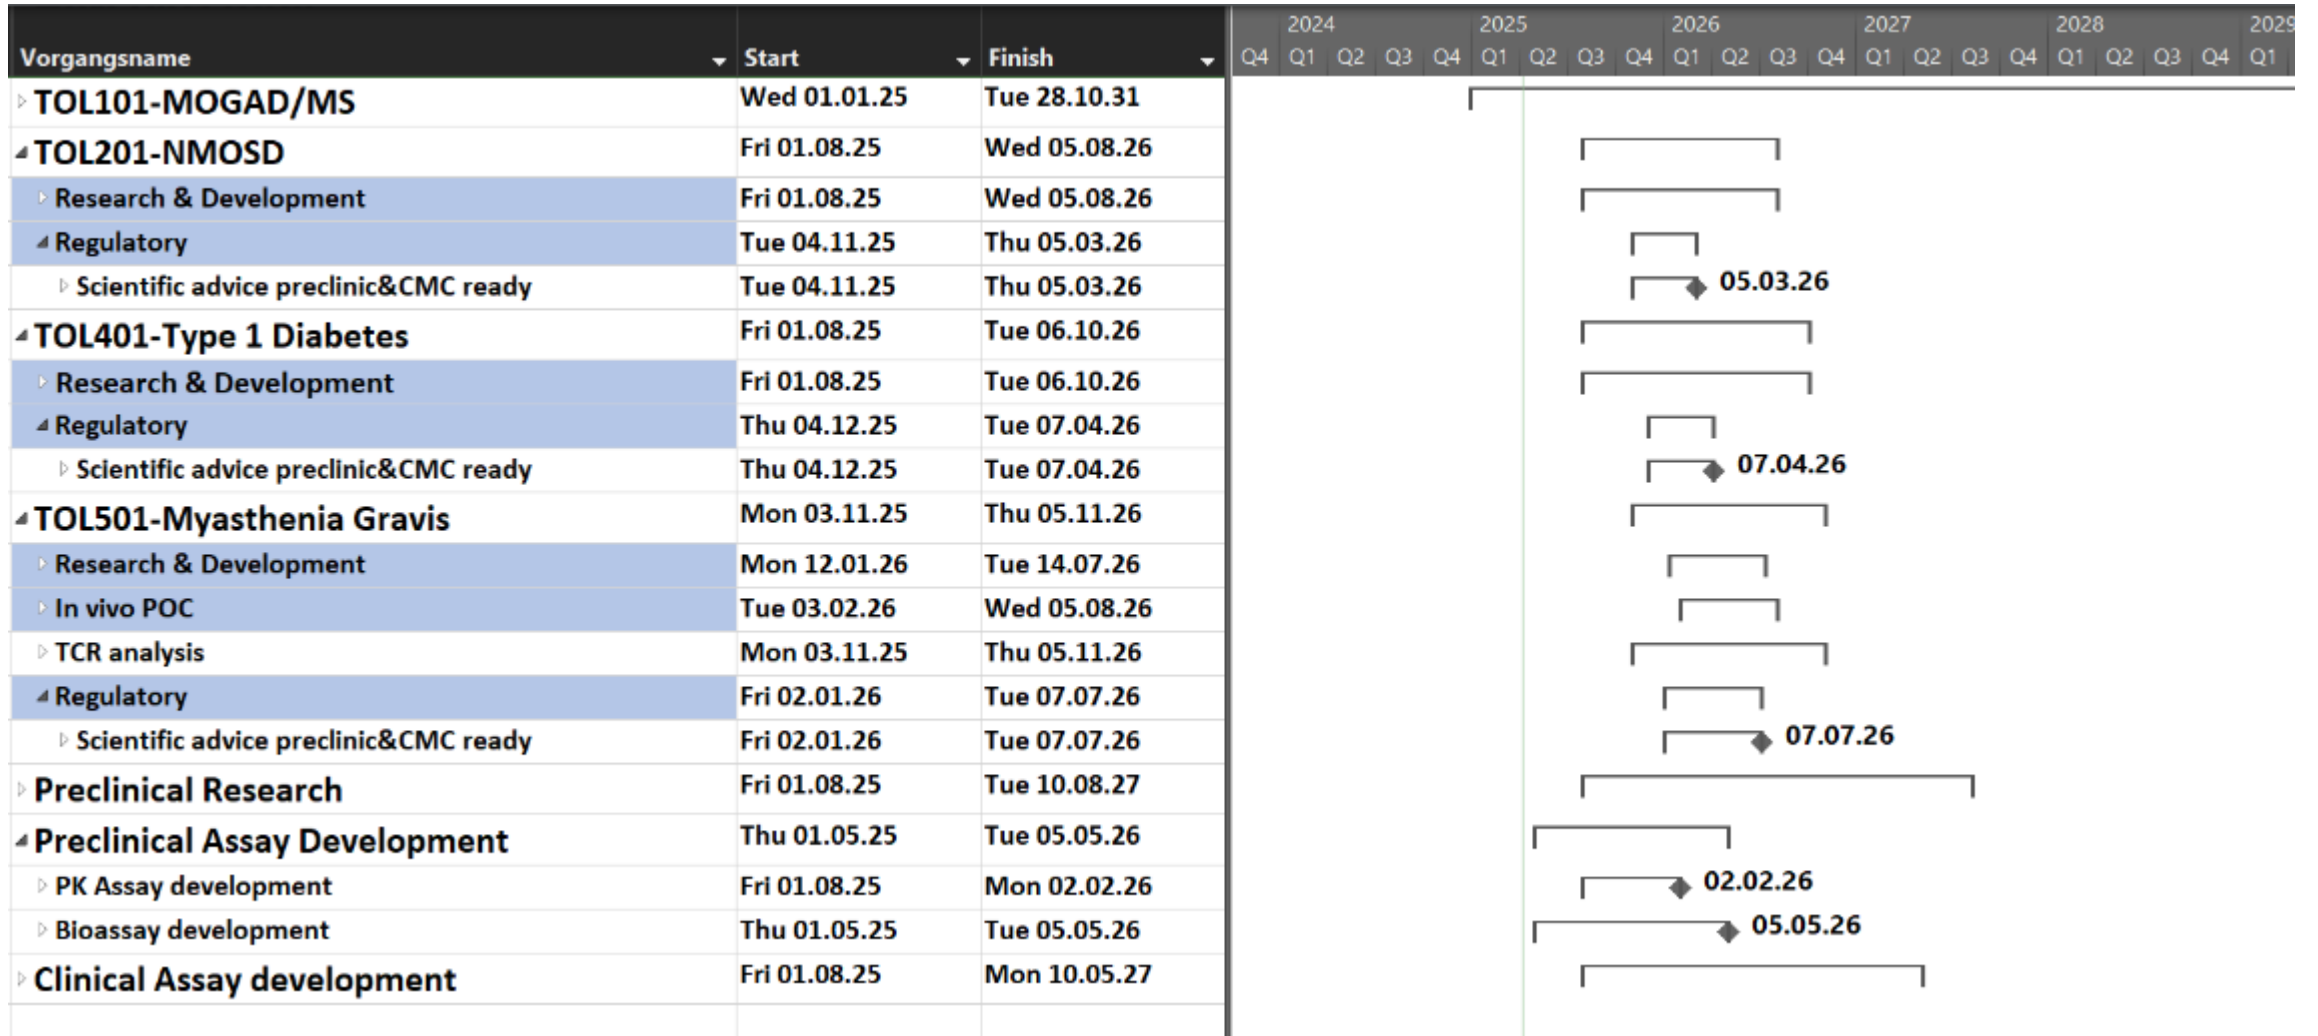 2024 2025 2026 2027 2028 2029
Vorgangsname Start Finish Q4 Q1 Q2 Q3 Q4 Q1 Q2 Q3 Q4 Q1 Q2 Q3 Q4 Q1 Q2 Q3 Q4 Q1 Q2 Q3 Q4 Q1
TOL101-MOGAD/MS Wed 01.01.25 Tue 28.10.31
TOL201-NMOSD Fri 01.08.25 Wed 05.08.26
Research & Development Fri 01.08.25 Wed 05.08.26
Regulatory Tue 04.11.25 Thu 05.03.26
Scientific advice preclinic&CMC ready Tue 04.11.25 Thu 05.03.26 05.03.26
TOL401-Type 1 Diabetes Fri 01.08.25 Tue 06.10.26
Research & Development Fri 01.08.25 Tue 06.10.26
Regulatory Thu 04.12.25 Tue 07.04.26
Scientific advice preclinic&CMC ready Thu 04.12.25 Tue 07.04.26 07.04.26
TOL501-Myasthenia Gravis Mon 03.11.25 Thu 05.11.26
Research & Development Mon 12.01.26 Tue 14.07.26
In vivo POC Tue 03.02.26 Wed 05.08.26
TCR analysis Mon 03.11.25 Thu 05.11.26
Regulatory Fri 02.01.26 Tue 07.07.26
Scientific advice preclinic&CMC ready Fri 02.01.26 Tue 07.07.26 07.07.26
Preclinical Research Fri 01.08.25 Tue 10.08.27
Preclinical Assay Development Thu 01.05.25 Tue 05.05.26
PK Assay development Fri 01.08.25 Mon 02.02.26 02.02.26
Bioassay development Thu 01.05.25 Tue 05.05.26 05.05.26
Clinical Assay development Fri 01.08.25 Mon 10.05.27